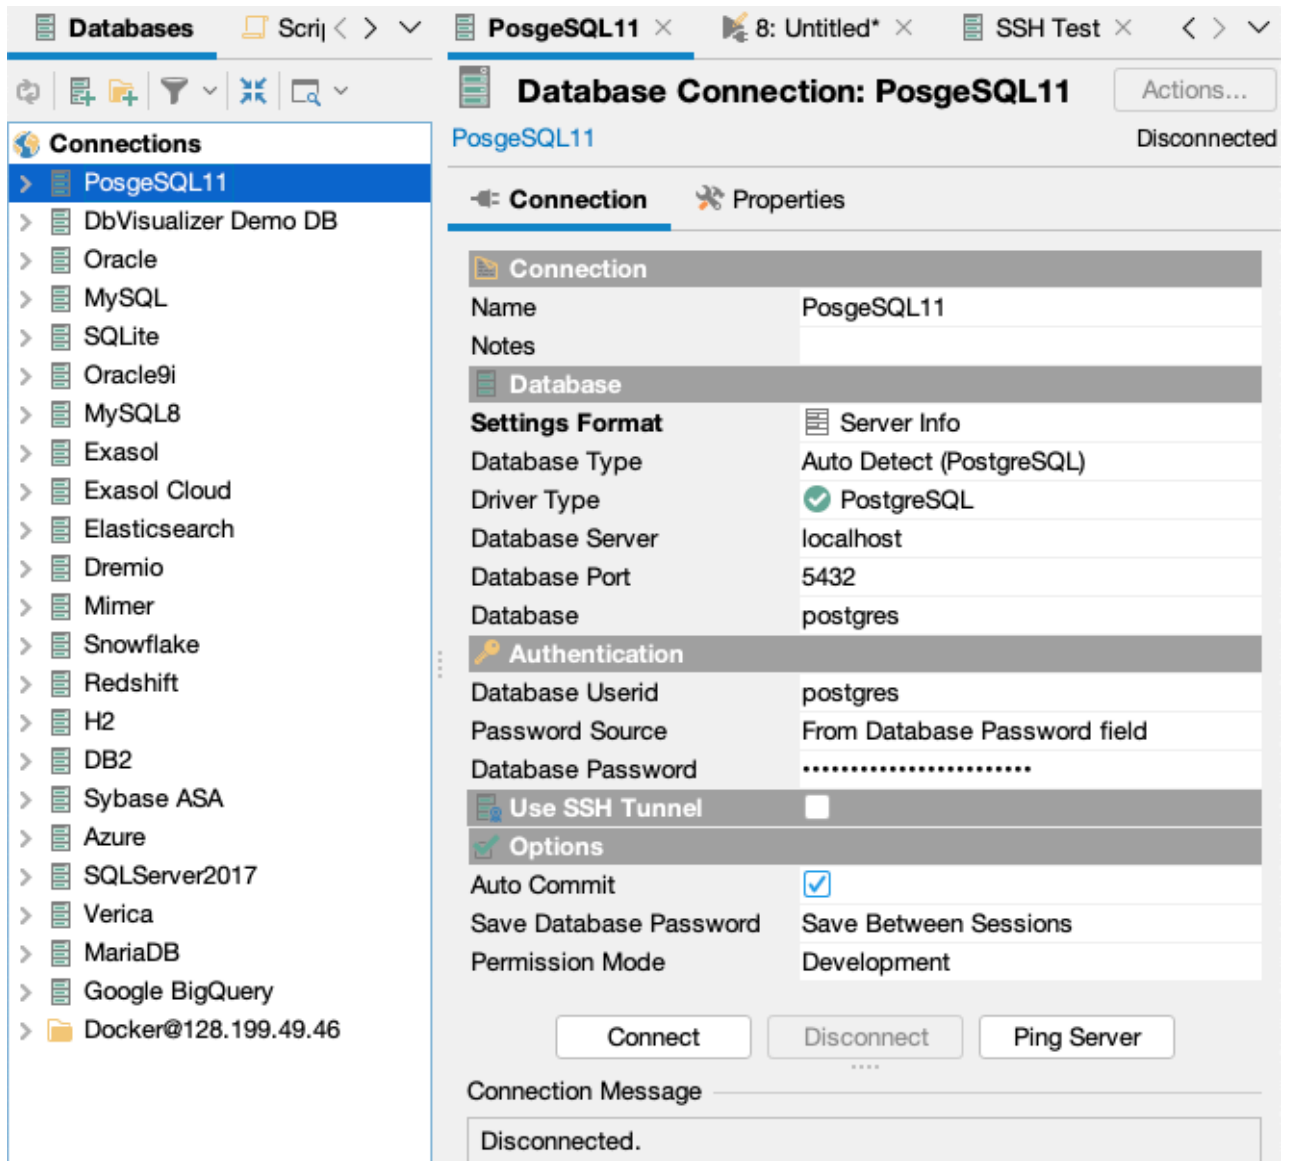 Databases
Scrip
PosgeSQL11
8: Untitled*
SSH Test
Database Connection: PosgeSQL11
Actions...
PosgeSQL11
Disconnected
Connections
PosgeSQL11
DbVisualizer Demo DB
Oracle
MySQL
SQLite
Oracle9i
MySQL8
Exasol
Exasol Cloud
Elasticsearch
Dremio
Mimer
Snowflake
Redshift
H2
DB2
Sybase ASA
Azure
SQLServer2017
Verica
MariaDB
Google BigQuery
Docker@128.199.49.46
Connection
Properties
Connection
Name PosgeSQL11
Notes
Database
Settings Format Server Info
Database Type Auto Detect (PostgreSQL)
Driver Type PostgreSQL
Database Server localhost
Database Port 5432
Database postgres
Authentication
Database Userid postgres
Password Source From Database Password field
Database Password ••••••••••••••••••••••••
Use SSH Tunnel
Options
Auto Commit
Save Database Password Save Between Sessions
Permission Mode Development
Connect
Disconnect
Ping Server
Connection Message
Disconnected.